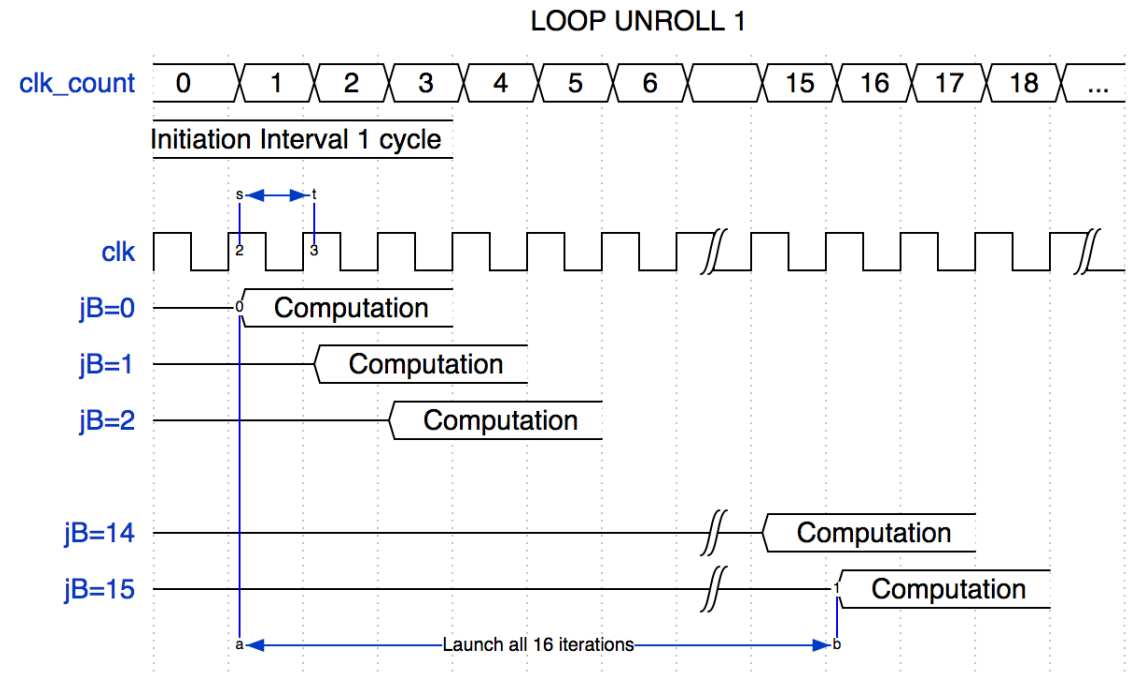 LOOP UNROLL 1
clk_count 0 1 2 3 4 5 6 15 16 17 18 ...
Initiation Interval 1 cycle
s t
clk 2 3
jB=0 0 Computation
jB=1 Computation
jB=2 Computation
jB=14 Computation
jB=15 1 Computation
a Launch all 16 iterations b